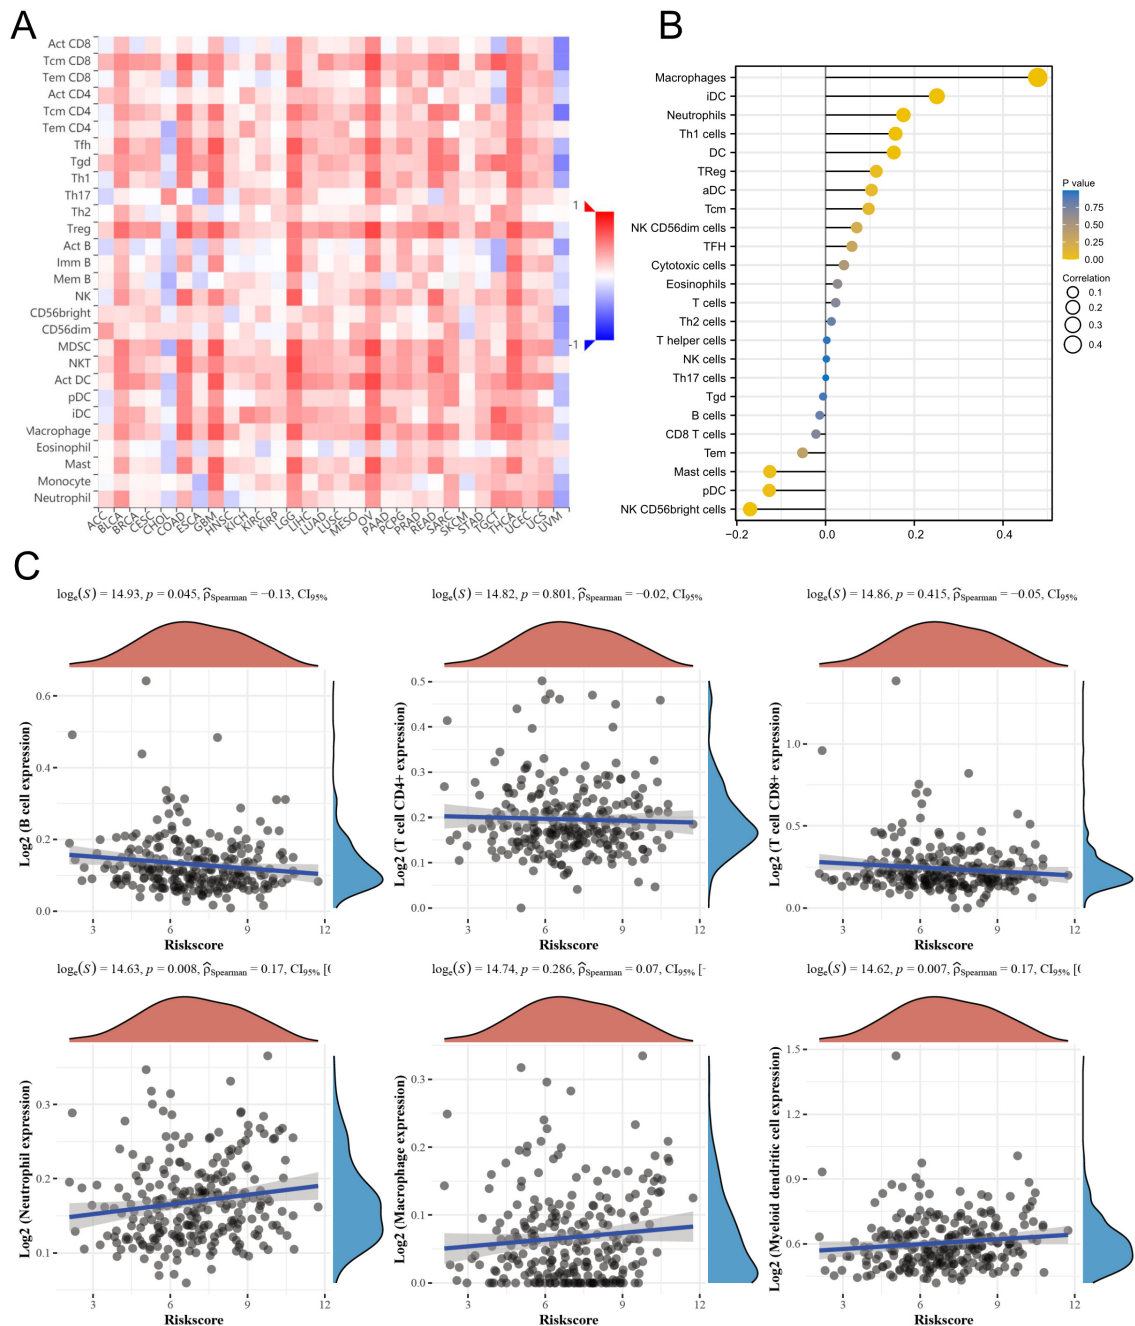 A
Act CD8
Tcm CD8
Tem CD8
Act CD4
Tcm CD4
Tem CD4
Tfh
Tgd
Th1
Th17
Th2
Treg
Act B
Imm B
Mem B
NK
CD56bright
CD56dim
MDSC
NKT
Act DC
pDC
iDC
Macrophage
Eosinophil
Mast
Monocyte
Neutrophil
ACC
BLCA
BRCA
CESC
CHOL
COAD
ESCA
GBM
HNSC
KICH
KIRC
KIRP
LGG
LIHC
LUAD
LUSC
MESO
OV
PAAD
PCPG
PRAD
READ
SARC
SKCM
STAD
TGCT
THCA
UCEC
UCS
UVM
1
-1
B
Macrophages
iDC
Neutrophils
Th1 cells
DC
TReg
aDC
Tcm
NK CD56dim cells
TFH
Cytotoxic cells
Eosinophils
T cells
Th2 cells
T helper cells
NK cells
Th17 cells
Tgd
B cells
CD8 T cells
Tem
Mast cells
pDC
NK CD56bright cells
−0.2 0.0 0.2 0.4
P value
0.75
0.50
0.25
0.00
Correlation
0.1
0.2
0.3
0.4
C
logₑ(S) = 14.93, p = 0.045, ρ̂Spearman = −0.13, CI95%
0.6
0.4
0.2
0.0
Log2 (B cell expression)
3 6 9 12
Riskscore
logₑ(S) = 14.82, p = 0.801, ρ̂Spearman = −0.02, CI95%
0.5
0.4
0.3
0.2
0.1
0.0
Log2 (T cell CD4+ expression)
3 6 9 12
Riskscore
logₑ(S) = 14.86, p = 0.415, ρ̂Spearman = −0.05, CI95%
1.0
0.5
0.0
Log2 (T cell CD8+ expression)
3 6 9 12
Riskscore
logₑ(S) = 14.63, p = 0.008, ρ̂Spearman = 0.17, CI95% [0
0.3
0.2
0.1
Log2 (Neutrophil expression)
3 6 9 12
Riskscore
logₑ(S) = 14.74, p = 0.286, ρ̂Spearman = 0.07, CI95% [-
0.3
0.2
0.1
0.0
Log2 (Macrophage expression)
3 6 9 12
Riskscore
logₑ(S) = 14.62, p = 0.007, ρ̂Spearman = 0.17, CI95% [0
1.5
1.2
0.9
0.6
Log2 (Myeloid dendritic cell expression)
3 6 9 12
Riskscore